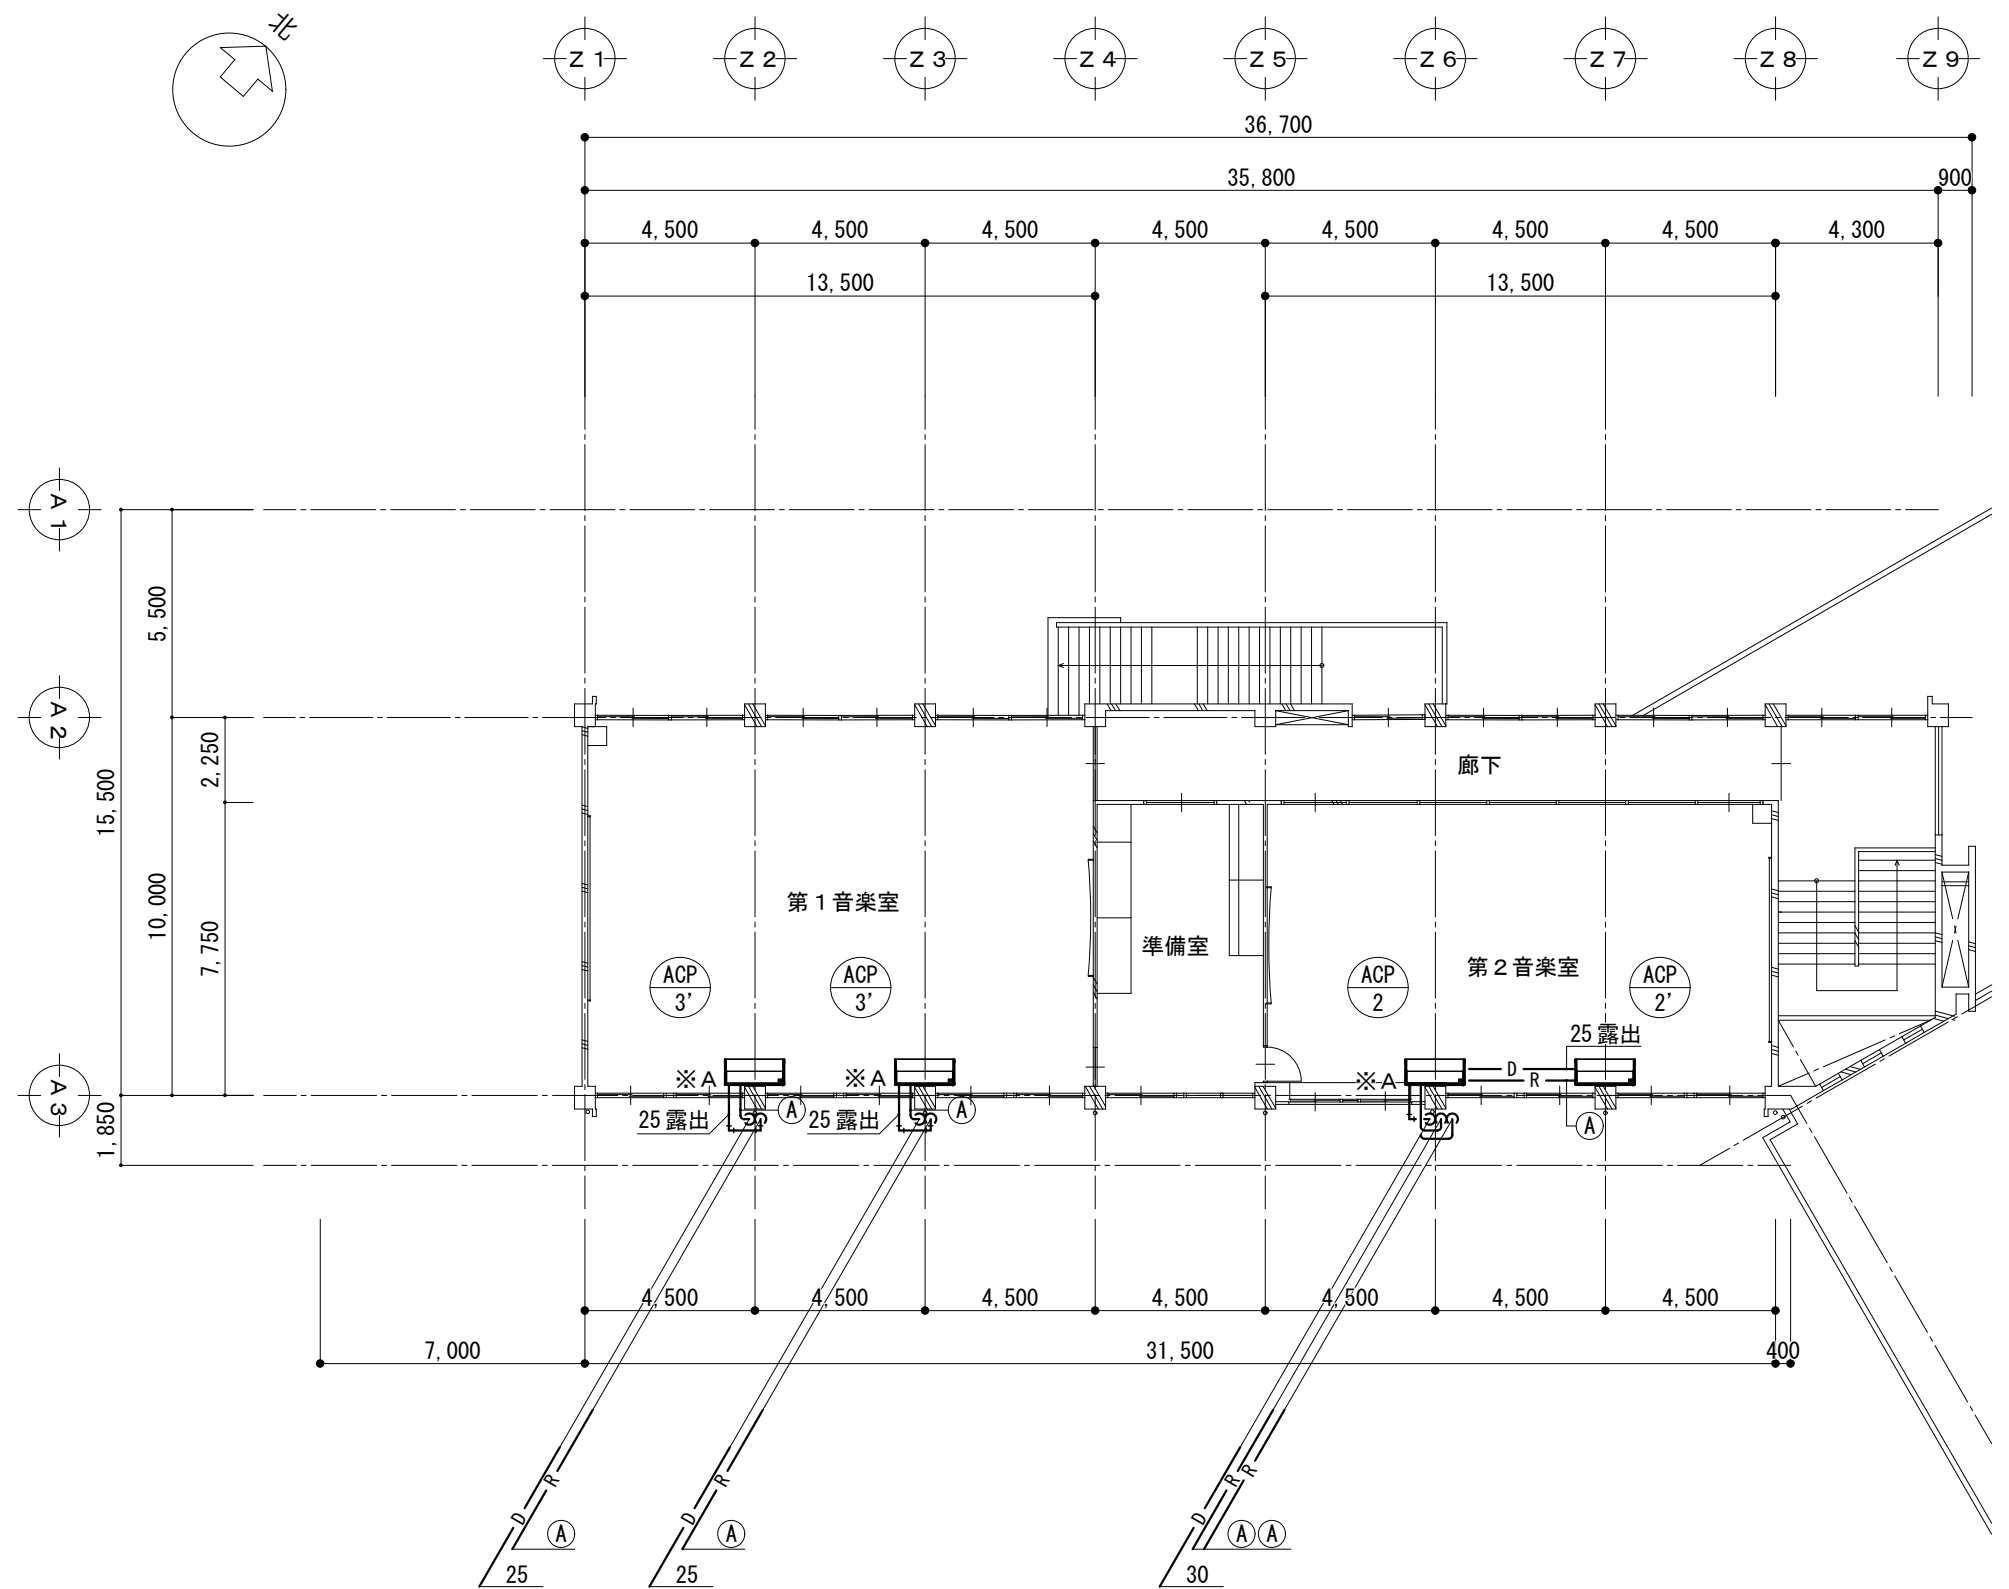 北
Z1 Z2 Z3 Z4 Z5 Z6 Z7 Z8 Z9
36,700
35,800 900
4,500 4,500 4,500 4,500 4,500 4,500 4,500 4,300
13,500 13,500
A1
5,500
A2
15,500
10,000
2,250
7,750
A3
1,850
廊下
第1音楽室
準備室
第2音楽室
ACP 3'
ACP 3'
ACP 2
ACP 2'
25 露出
D
R
※A
※A
※A
A
A
A
25 露出
25 露出
4,500 4,500 4,500 4,500 4,500 4,500 4,500
7,000 31,500 400
D R
A
25
D R
A
25
D R R
A A
30